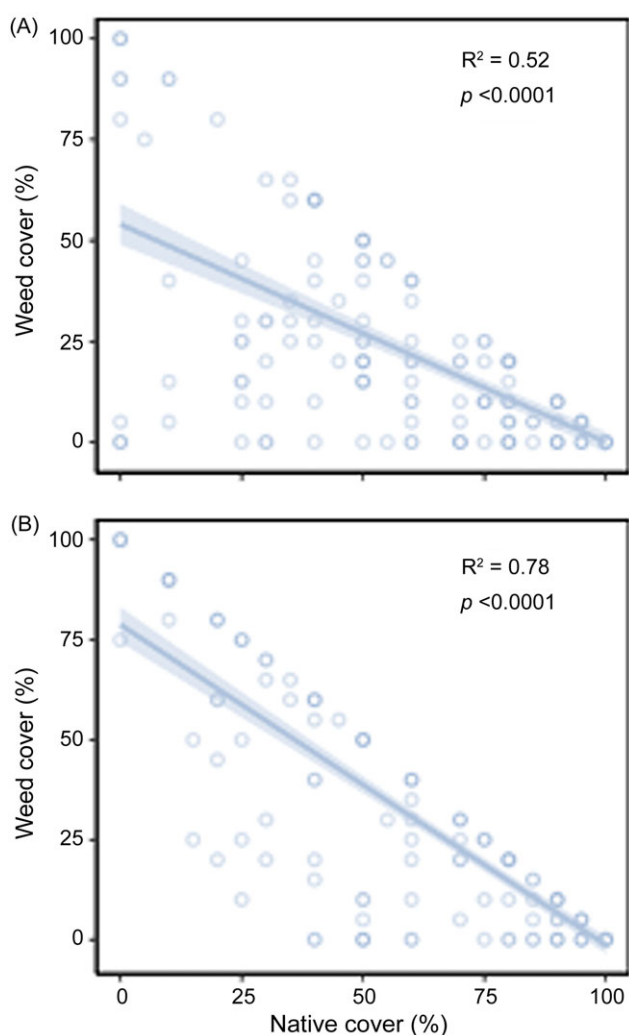 (A)
100
75
50
25
0
Weed cover (%)
R² = 0.52
p <0.0001
(B)
100
75
50
25
0
Weed cover (%)
R² = 0.78
p <0.0001
0 25 50 75 100
Native cover (%)